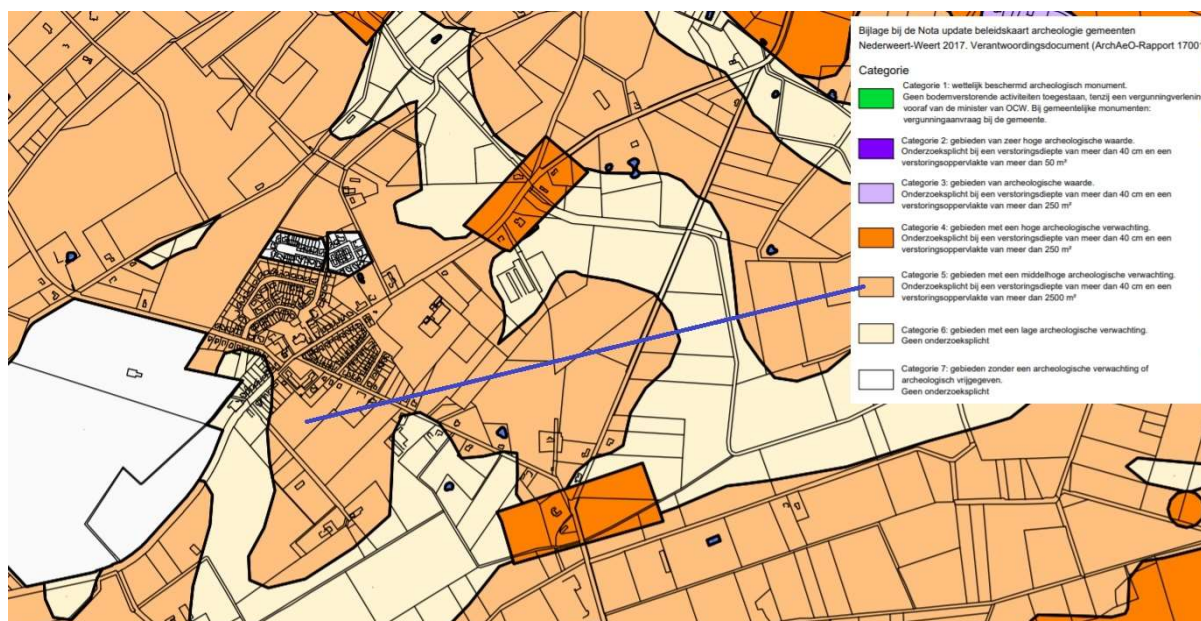 Bijlage bij de Nota update beleidskaart archeologie gemeenten
Nederweert-Weert 2017. Verantwoordingsdocument (ArchAeO-Rapport 1700
Categorie
Categorie 1: wettelijk beschermd archeologisch monument.
Geen bodemverstorende activiteiten toegestaan, tenzij een vergunningverlenin
vooraf van de minister van OCW. Bij gemeentelijke monumenten:
vergunningaanvraag bij de gemeente.
Categorie 2: gebieden van zeer hoge archeologische waarde.
Onderzoeksplicht bij een verstoringsdiepte van meer dan 40 cm en een
verstoringsoppervlakte van meer dan 50 m²
Categorie 3: gebieden van archeologische waarde.
Onderzoeksplicht bij een verstoringsdiepte van meer dan 40 cm en een
verstoringsoppervlakte van meer dan 250 m²
Categorie 4: gebieden met een hoge archeologische verwachting.
Onderzoeksplicht bij een verstoringsdiepte van meer dan 40 cm en een
verstoringsoppervlakte van meer dan 250 m²
Categorie 5: gebieden met een middelhoge archeologische verwachting.
Onderzoeksplicht bij een verstoringsdiepte van meer dan 40 cm en een
verstoringsoppervlakte van meer dan 2500 m²
Categorie 6: gebieden met een lage archeologische verwachting.
Geen onderzoeksplicht
Categorie 7: gebieden zonder een archeologische verwachting of
archeologisch vrijgegeven.
Geen onderzoeksplicht